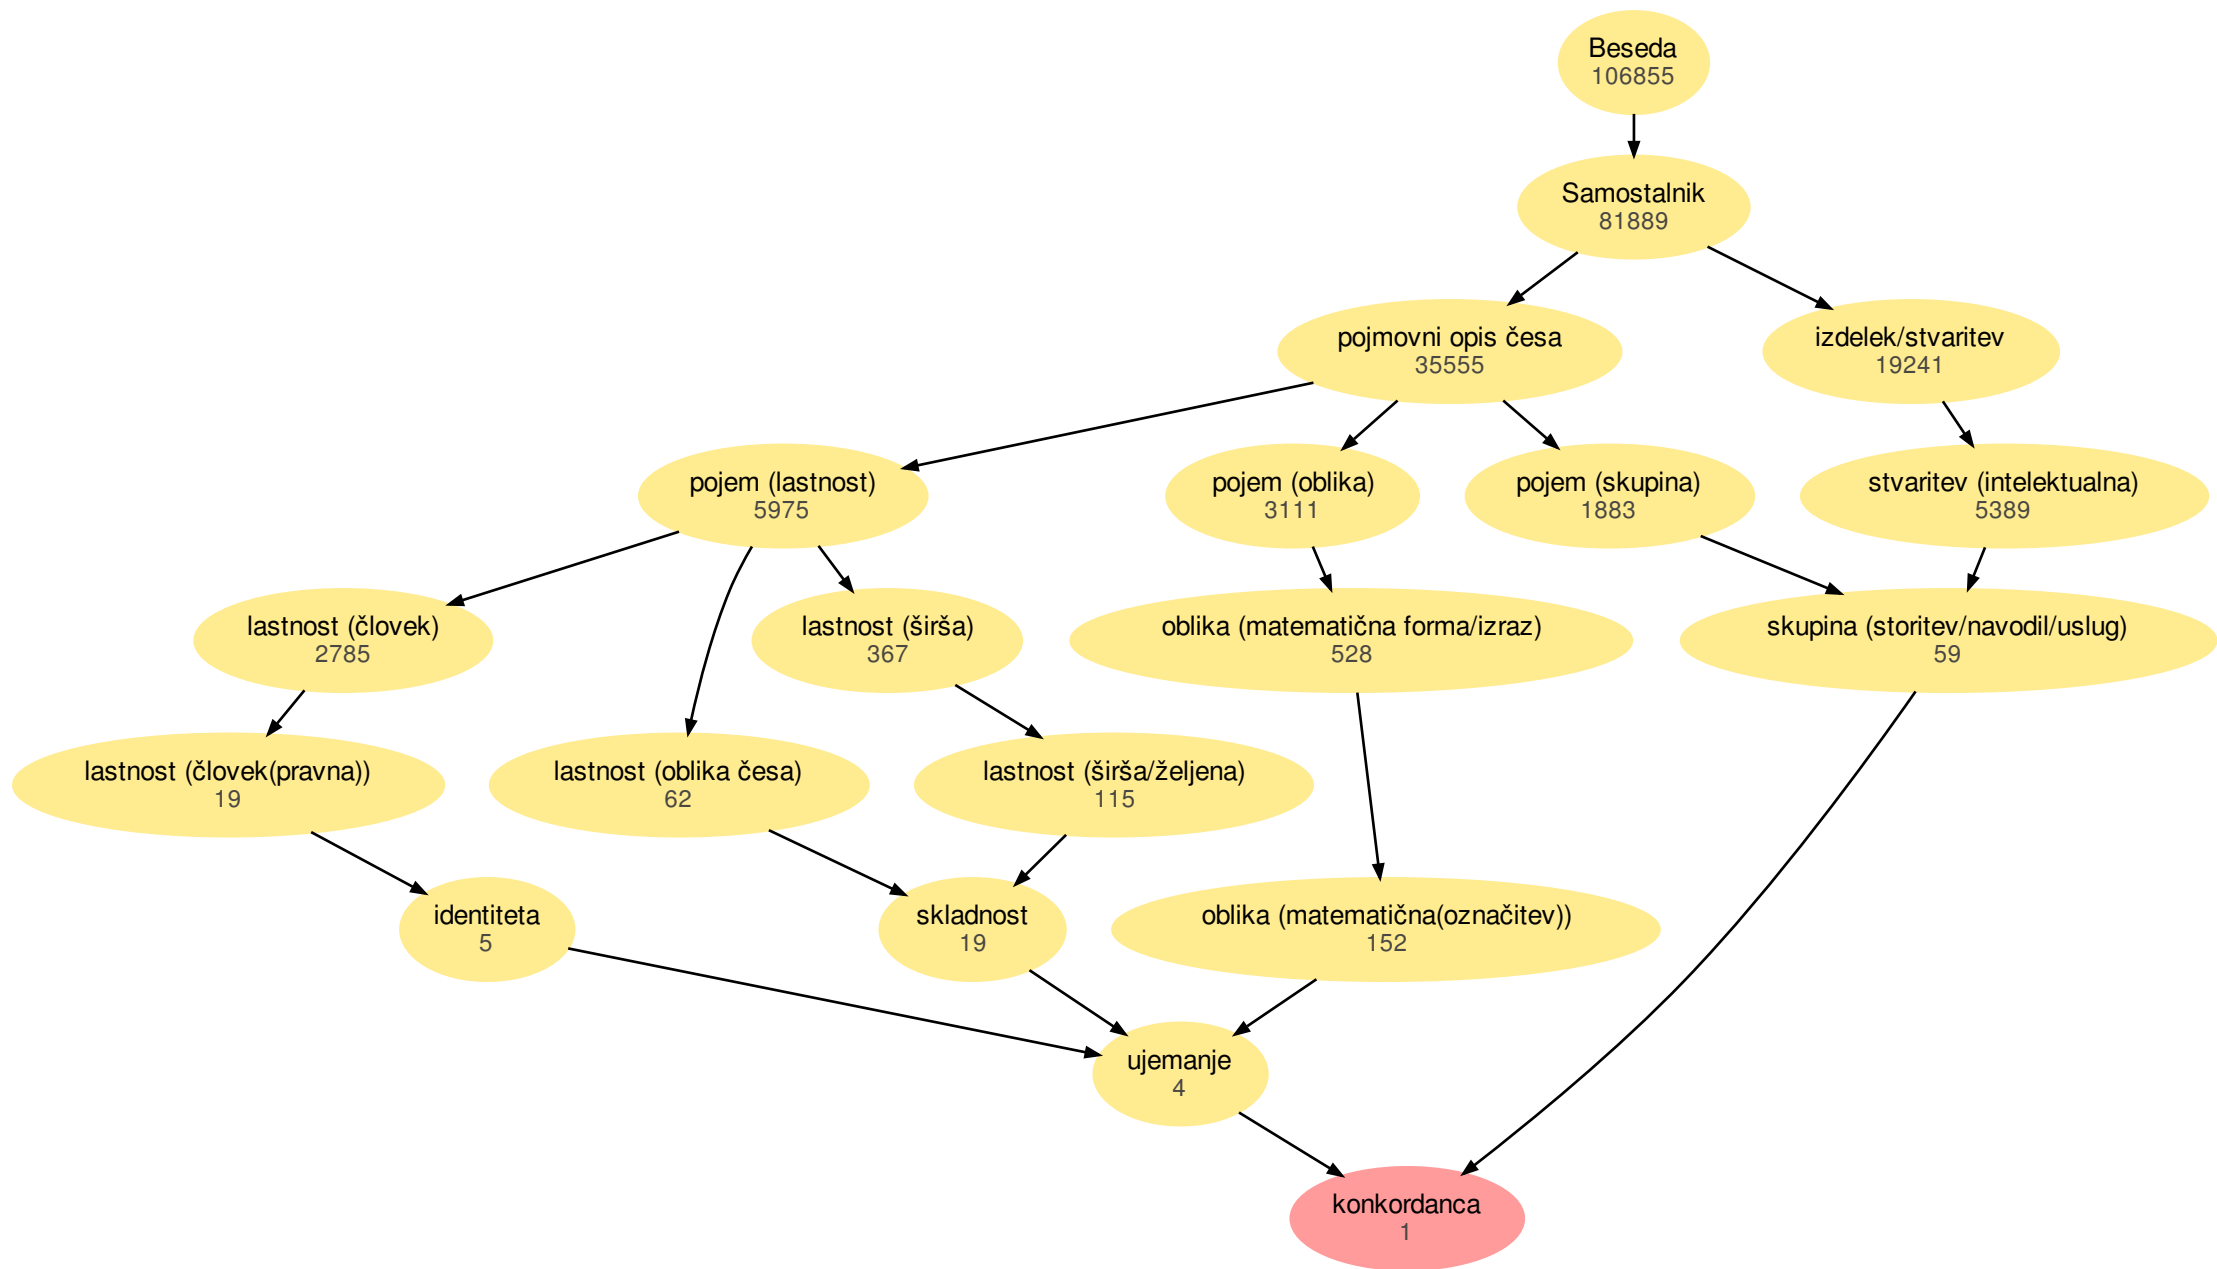 Beseda
106855
Samostalnik
81889
pojmovni opis česa
35555
izdelek/stvaritev
19241
pojem (lastnost)
5975
pojem (oblika)
3111
pojem (skupina)
1883
stvaritev (intelektualna)
5389
lastnost (človek)
2785
lastnost (širša)
367
oblika (matematična forma/izraz)
528
skupina (storitev/navodil/uslug)
59
lastnost (človek(pravna))
19
lastnost (oblika česa)
62
lastnost (širša/željena)
115
identiteta
5
skladnost
19
oblika (matematična(označitev))
152
ujemanje
4
konkordanca
1